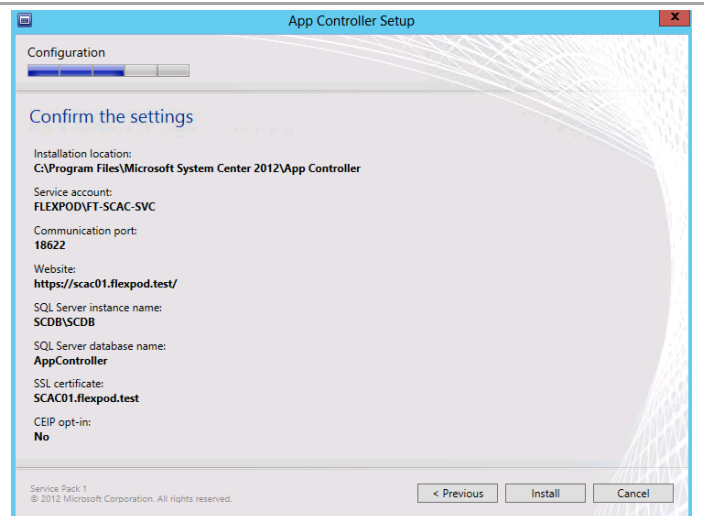 App Controller Setup
x
Configuration
Confirm the settings
Installation location:
C:\Program Files\Microsoft System Center 2012\App Controller
Service account:
FLEXPOD\FT-SCAC-SVC
Communication port:
18622
Website:
https://scac01.flexpod.test/
SQL Server instance name:
SCDB\SCDB
SQL Server database name:
AppController
SSL certificate:
SCAC01.flexpod.test
CEIP opt-in:
No
Service Pack 1
© 2012 Microsoft Corporation. All rights reserved.
< Previous Install Cancel